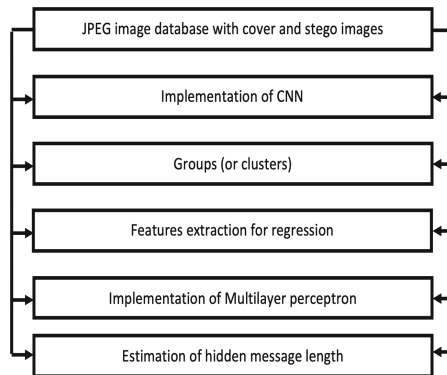 JPEG image database with cover and stego images
Implementation of CNN
Groups (or clusters)
Features extraction for regression
Implementation of Multilayer perceptron
Estimation of hidden message length